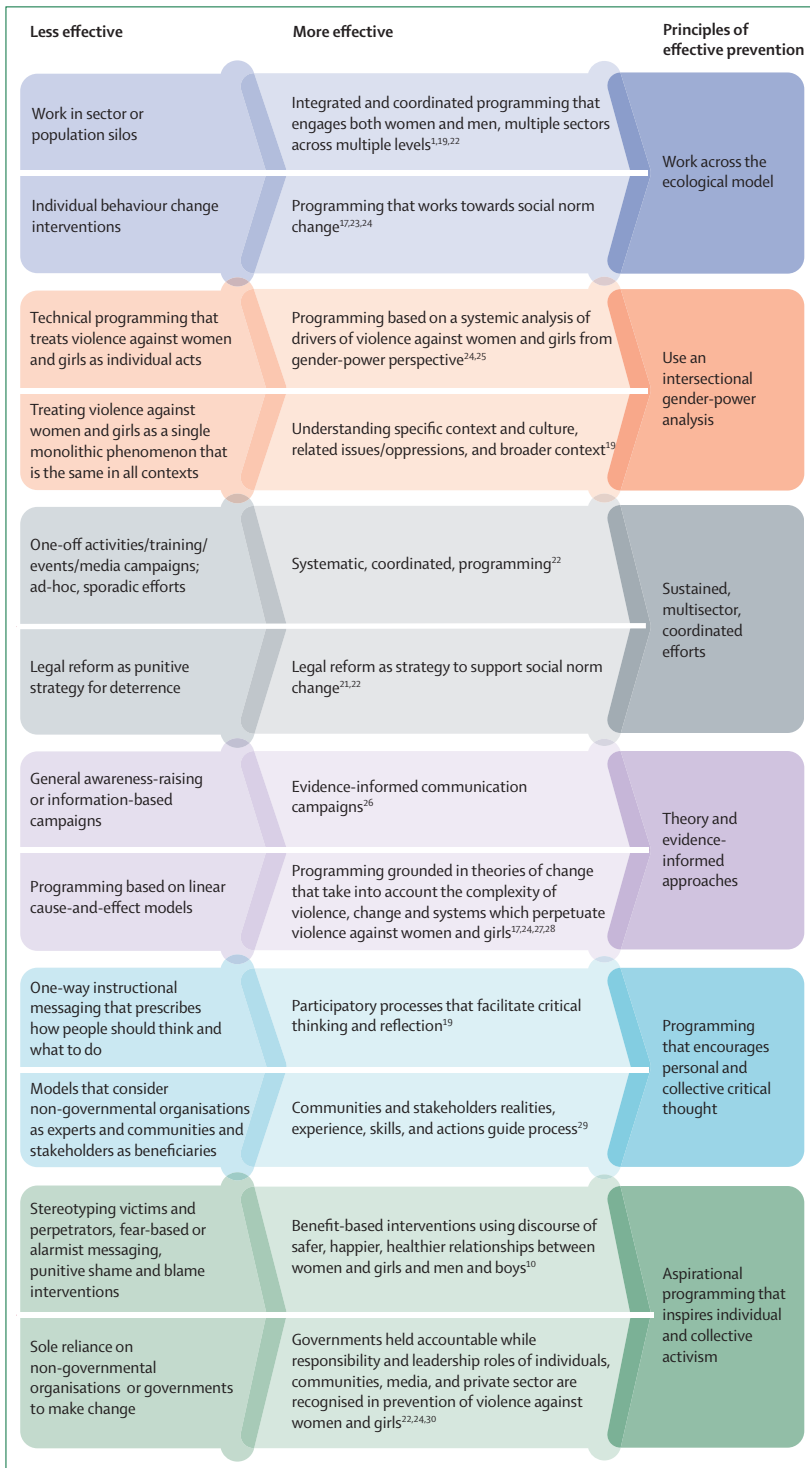 Less effective
More effective
Principles of
effective prevention
Work in sector or
population silos
Integrated and coordinated programming that
engages both women and men, multiple sectors
across multiple levels1,19,22
Individual behaviour change
interventions
Programming that works towards social norm
change17,23,24
Work across the
ecological model
Technical programming that
treats violence against women
and girls as individual acts
Programming based on a systemic analysis of
drivers of violence against women and girls from
gender-power perspective24,25
Treating violence against
women and girls as a single
monolithic phenomenon that
is the same in all contexts
Understanding specific context and culture,
related issues/oppressions, and broader context19
Use an
intersectional
gender-power
analysis
One-off activities/training/
events/media campaigns;
ad-hoc, sporadic efforts
Systematic, coordinated, programming22
Legal reform as punitive
strategy for deterrence
Legal reform as strategy to support social norm
change21,22
Sustained,
multisector,
coordinated
efforts
General awareness-raising
or information-based
campaigns
Evidence-informed communication
campaigns26
Programming based on linear
cause-and-effect models
Programming grounded in theories of change
that take into account the complexity of
violence, change and systems which perpetuate
violence against women and girls17,24,27,28
Theory and
evidence-
informed
approaches
One-way instructional
messaging that prescribes
how people should think and
what to do
Participatory processes that facilitate critical
thinking and reflection19
Models that consider
non-governmental organisations
as experts and communities and
stakeholders as beneficiaries
Communities and stakeholders realities,
experience, skills, and actions guide process29
Programming
that encourages
personal and
collective critical
thought
Stereotyping victims and
perpetrators, fear-based or
alarmist messaging,
punitive shame and blame
interventions
Benefit-based interventions using discourse of
safer, happier, healthier relationships between
women and girls and men and boys10
Sole reliance on
non-governmental
organisations or governments
to make change
Governments held accountable while
responsibility and leadership roles of individuals,
communities, media, and private sector are
recognised in prevention of violence against
women and girls22,24,30
Aspirational
programming that
inspires individual
and collective
activism